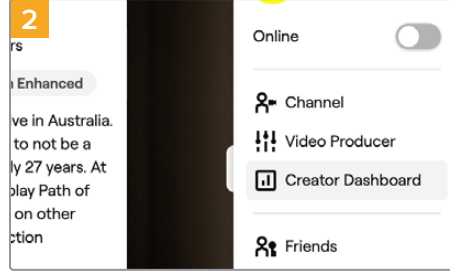 2
rs
Enhanced
ve in Australia.
to not be a
ly 27 years. At
play Path of
on other
ction
Online
Channel
Video Producer
Creator Dashboard
Friends